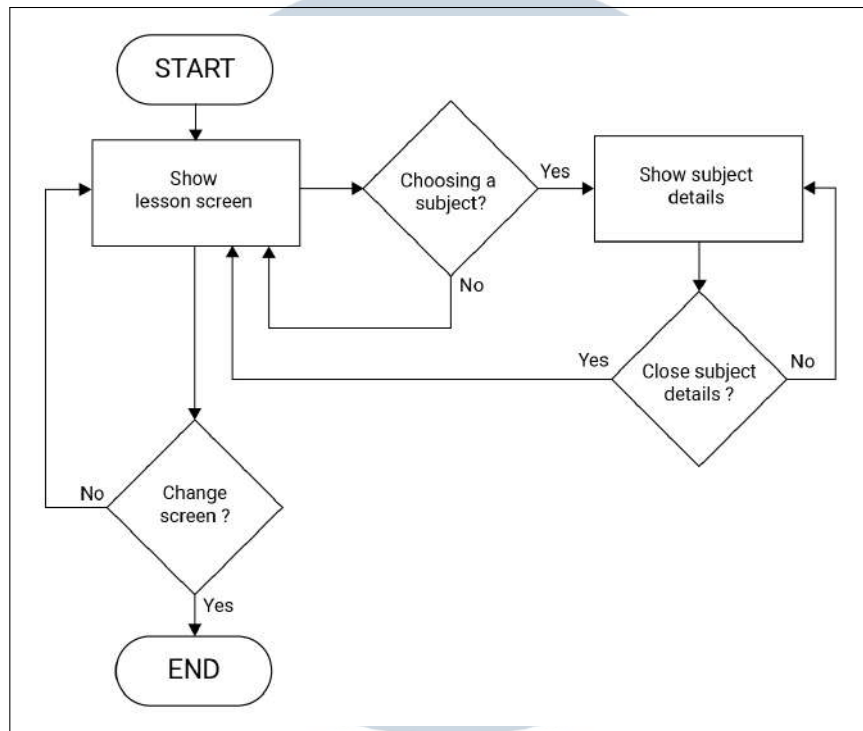 START
Show
lesson screen
Choosing a
subject?
Yes
Show subject
details
No
Yes
Close subject
details ?
No
No
Change
screen ?
Yes
END